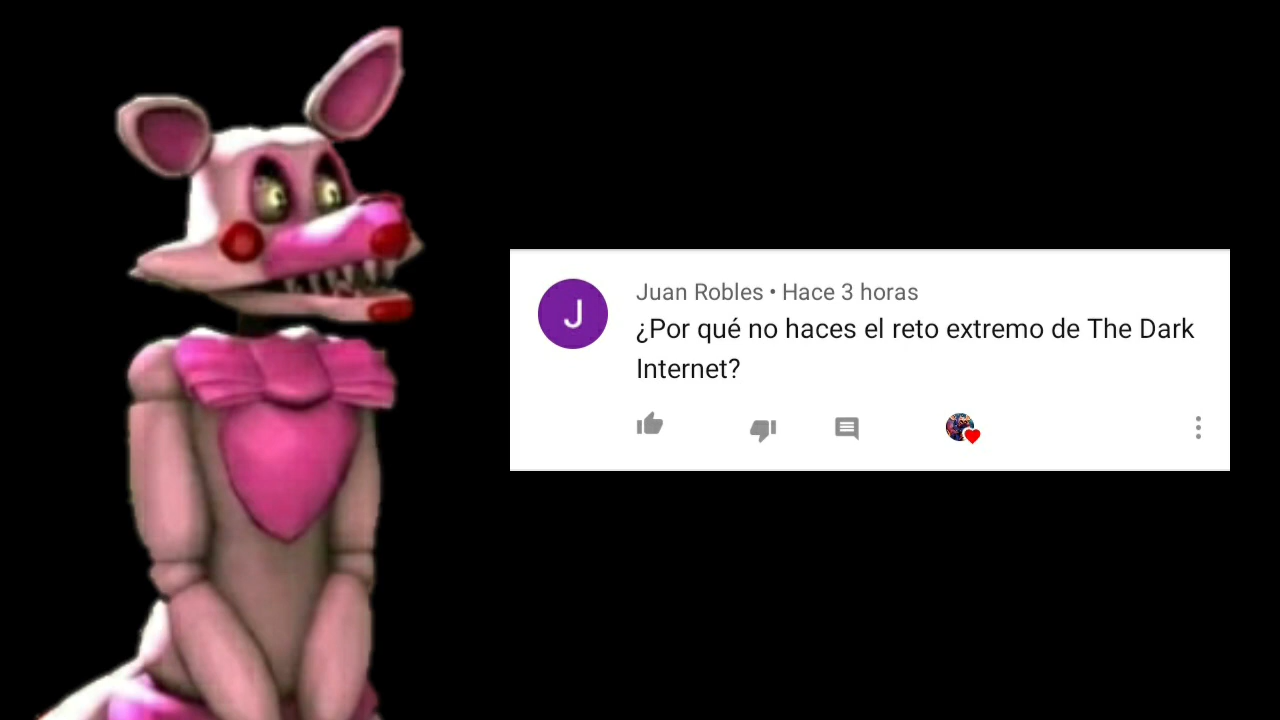 J
Juan Robles • Hace 3 horas
¿Por qué no haces el reto extremo de The Dark
Internet?